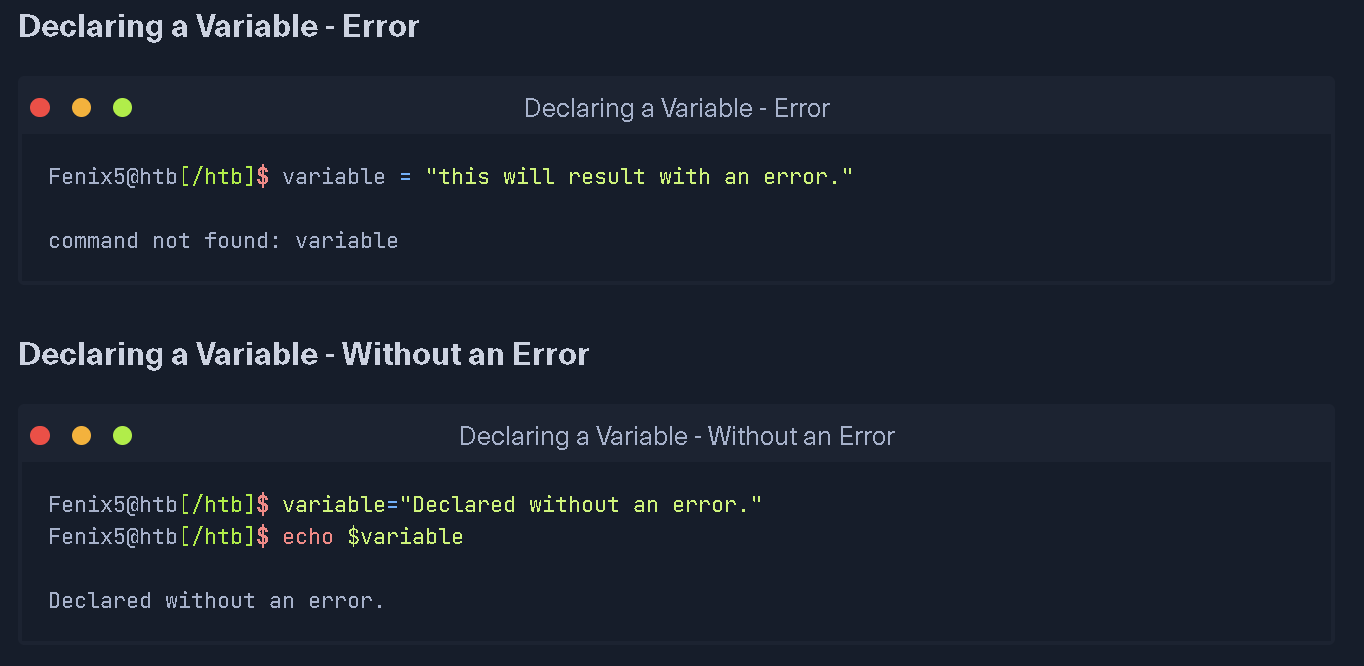 Declaring a Variable - Error
Declaring a Variable - Error
Fenix5@htb[/htb]$ variable = "this will result with an error."
command not found: variable
Declaring a Variable - Without an Error
Declaring a Variable - Without an Error
Fenix5@htb[/htb]$ variable="Declared without an error."
Fenix5@htb[/htb]$ echo $variable
Declared without an error.